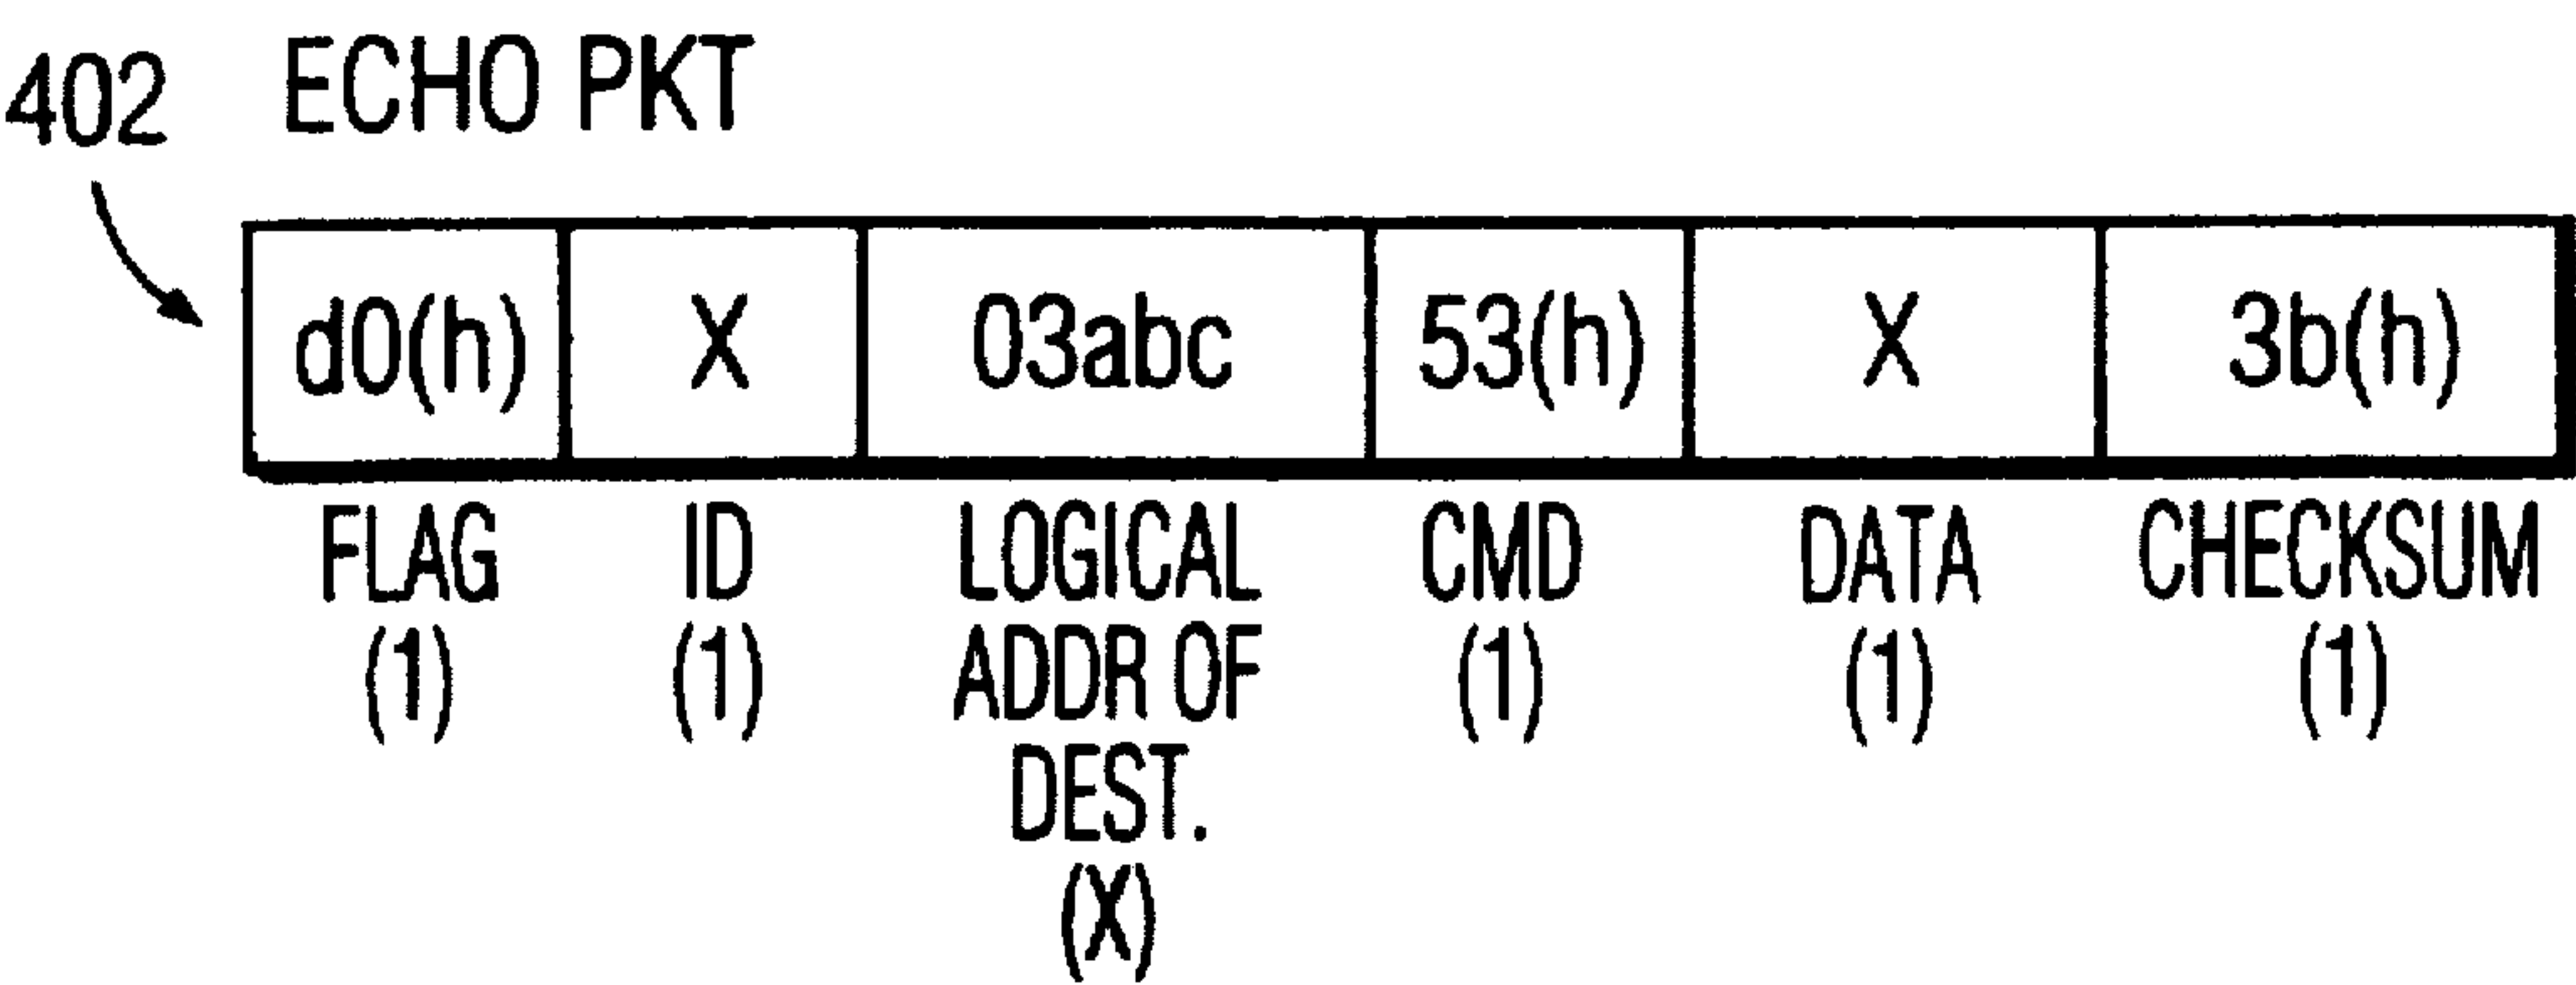 402 ECHO PKT
d0(h) X 03abc 53(h) X 3b(h)
FLAG ID LOGICAL CMD DATA CHECKSUM
(1) (1) ADDR OF (1) (1) (1)
DEST.
(X)